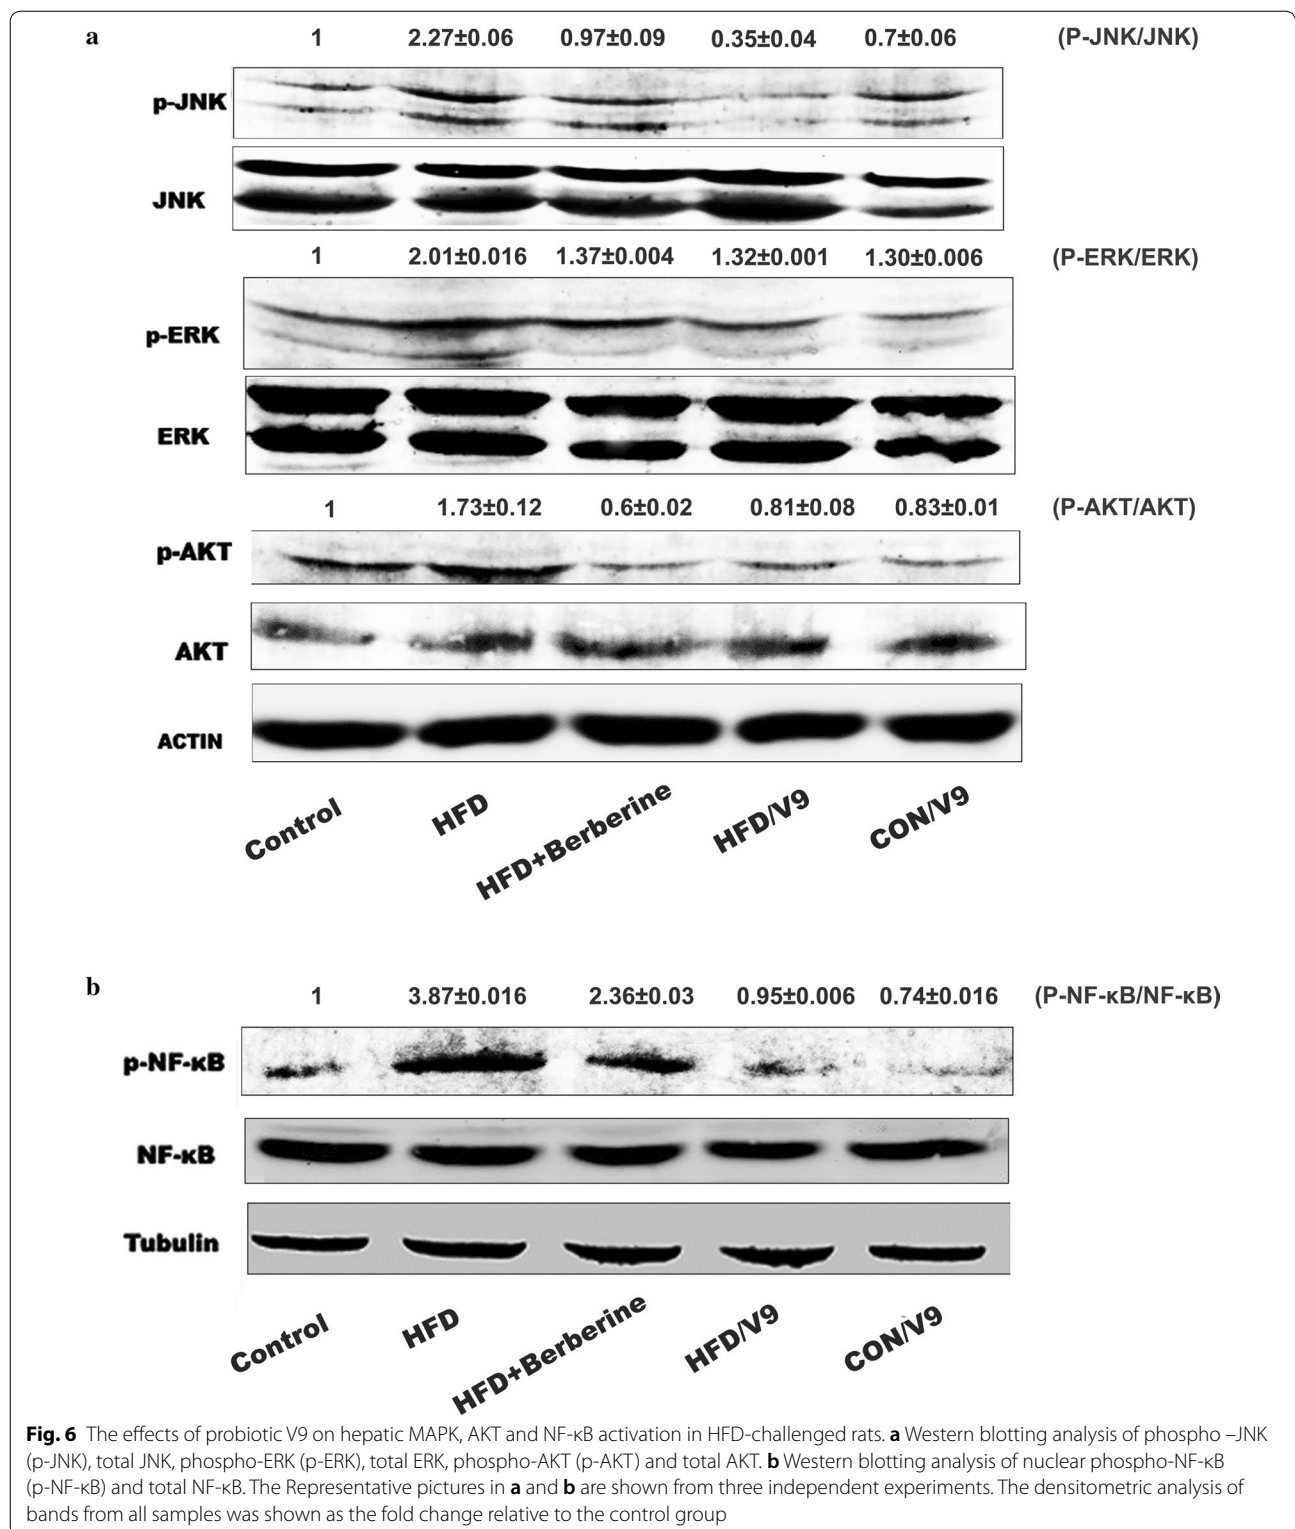 a
1 2.27±0.06 0.97±0.09 0.35±0.04 0.7±0.06 (P-JNK/JNK)
p-JNK
JNK
1 2.01±0.016 1.37±0.004 1.32±0.001 1.30±0.006 (P-ERK/ERK)
p-ERK
ERK
1 1.73±0.12 0.6±0.02 0.81±0.08 0.83±0.01 (P-AKT/AKT)
p-AKT
AKT
ACTIN
Control HFD HFD+Berberine HFD/V9 CON/V9
b
1 3.87±0.016 2.36±0.03 0.95±0.006 0.74±0.016 (P-NF-κB/NF-κB)
p-NF-κB
NF-κB
Tubulin
Control HFD HFD+Berberine HFD/V9 CON/V9
Fig. 6 The effects of probiotic V9 on hepatic MAPK, AKT and NF-κB activation in HFD-challenged rats. a Western blotting analysis of phospho –JNK
(p-JNK), total JNK, phospho-ERK (p-ERK), total ERK, phospho-AKT (p-AKT) and total AKT. b Western blotting analysis of nuclear phospho-NF-κB
(p-NF-κB) and total NF-κB. The Representative pictures in a and b are shown from three independent experiments. The densitometric analysis of
bands from all samples was shown as the fold change relative to the control group